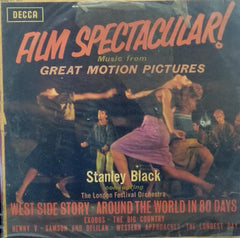 DECCA
FILM SPECTACULAR!
Music from
GREAT MOTION PICTURES
Stanley Black
conducting
The London Festival Orchestra
WEST SIDE STORY · AROUND THE WORLD IN 80 DAYS
EXODUS · THE BIG COUNTRY
HENRY V · SAMSON AND DELILAH · WESTERN APPROACHES · THE LONGEST DAY